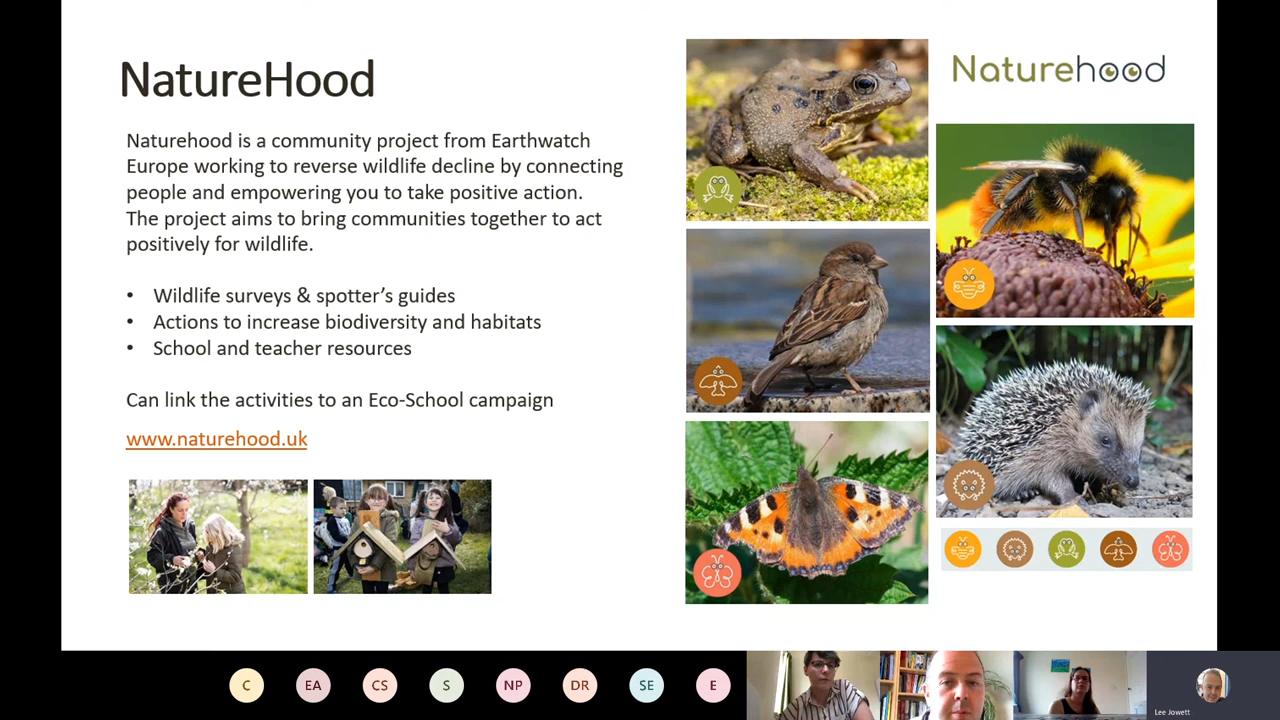 NatureHood
Naturehood is a community project from Earthwatch
Europe working to reverse wildlife decline by connecting
people and empowering you to take positive action.
The project aims to bring communities together to act
positively for wildlife.
• Wildlife surveys & spotter's guides
• Actions to increase biodiversity and habitats
• School and teacher resources
Can link the activities to an Eco-School campaign
www.naturehood.uk
Naturehood
C EA CS S NP DR SE E
Lee Jowett